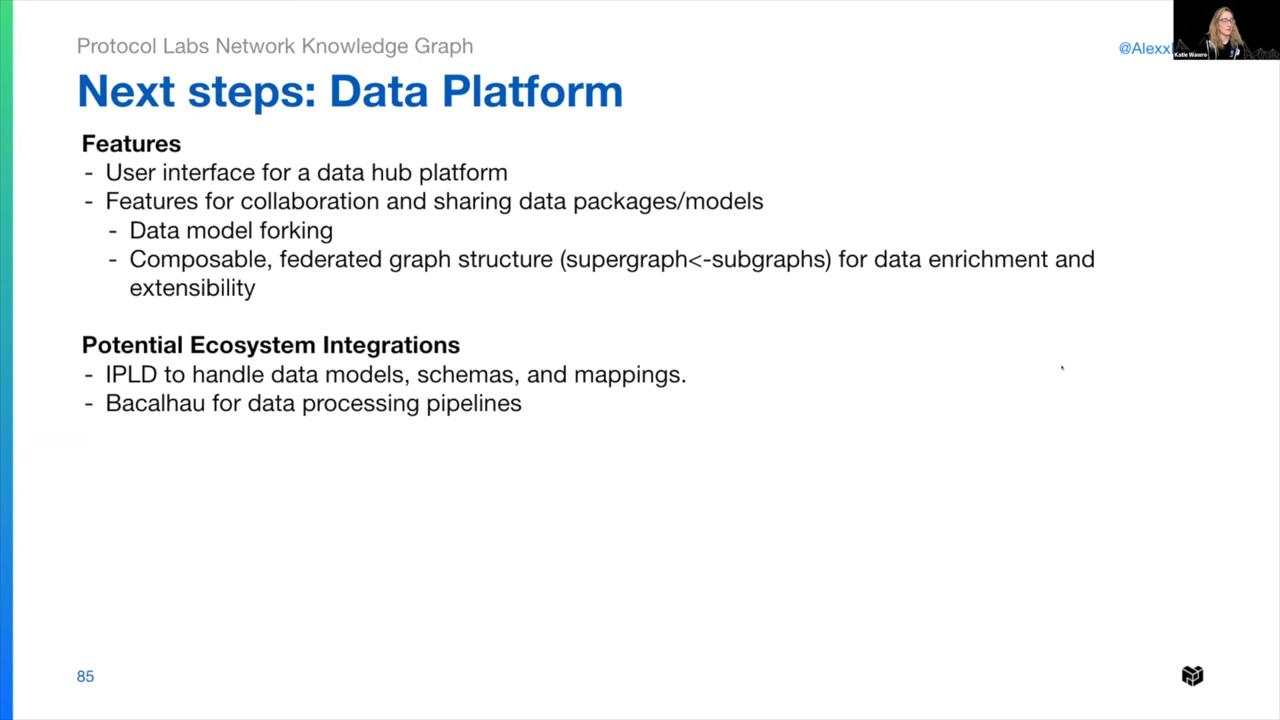 Protocol Labs Network Knowledge Graph
@Alexx
Katie Wawro
Next steps: Data Platform
Features
- User interface for a data hub platform
- Features for collaboration and sharing data packages/models
- Data model forking
- Composable, federated graph structure (supergraph<-subgraphs) for data enrichment and
extensibility
Potential Ecosystem Integrations
- IPLD to handle data models, schemas, and mappings.
- Bacalhau for data processing pipelines
85